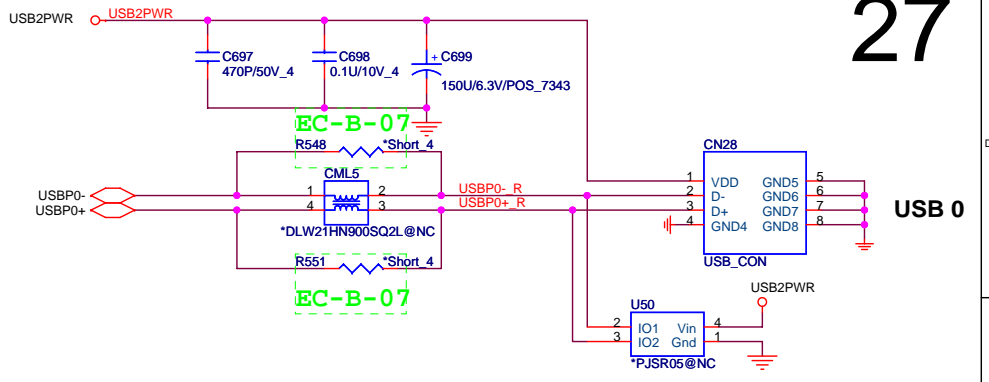 27
USB2PWR USB2PWR
C697
470P/50V_4
C698
0.1U/10V_4
+ C699
150U/6.3V/POS_7343
EC-B-07
R548 *Short_4
CML5
USBP0- 1 2 USBP0-_R
USBP0+ 4 3 USBP0+_R
*DLW21HN900SQ2L@NC
R551 *Short_4
EC-B-07
CN28
1 VDD GND5 5
2 D- GND6 6
3 D+ GND7 7
4 GND4 GND8 8
USB_CON
USB 0
USB2PWR
U50
2 IO1 Vin 4
3 IO2 Gnd 1
*PJSR05@NC